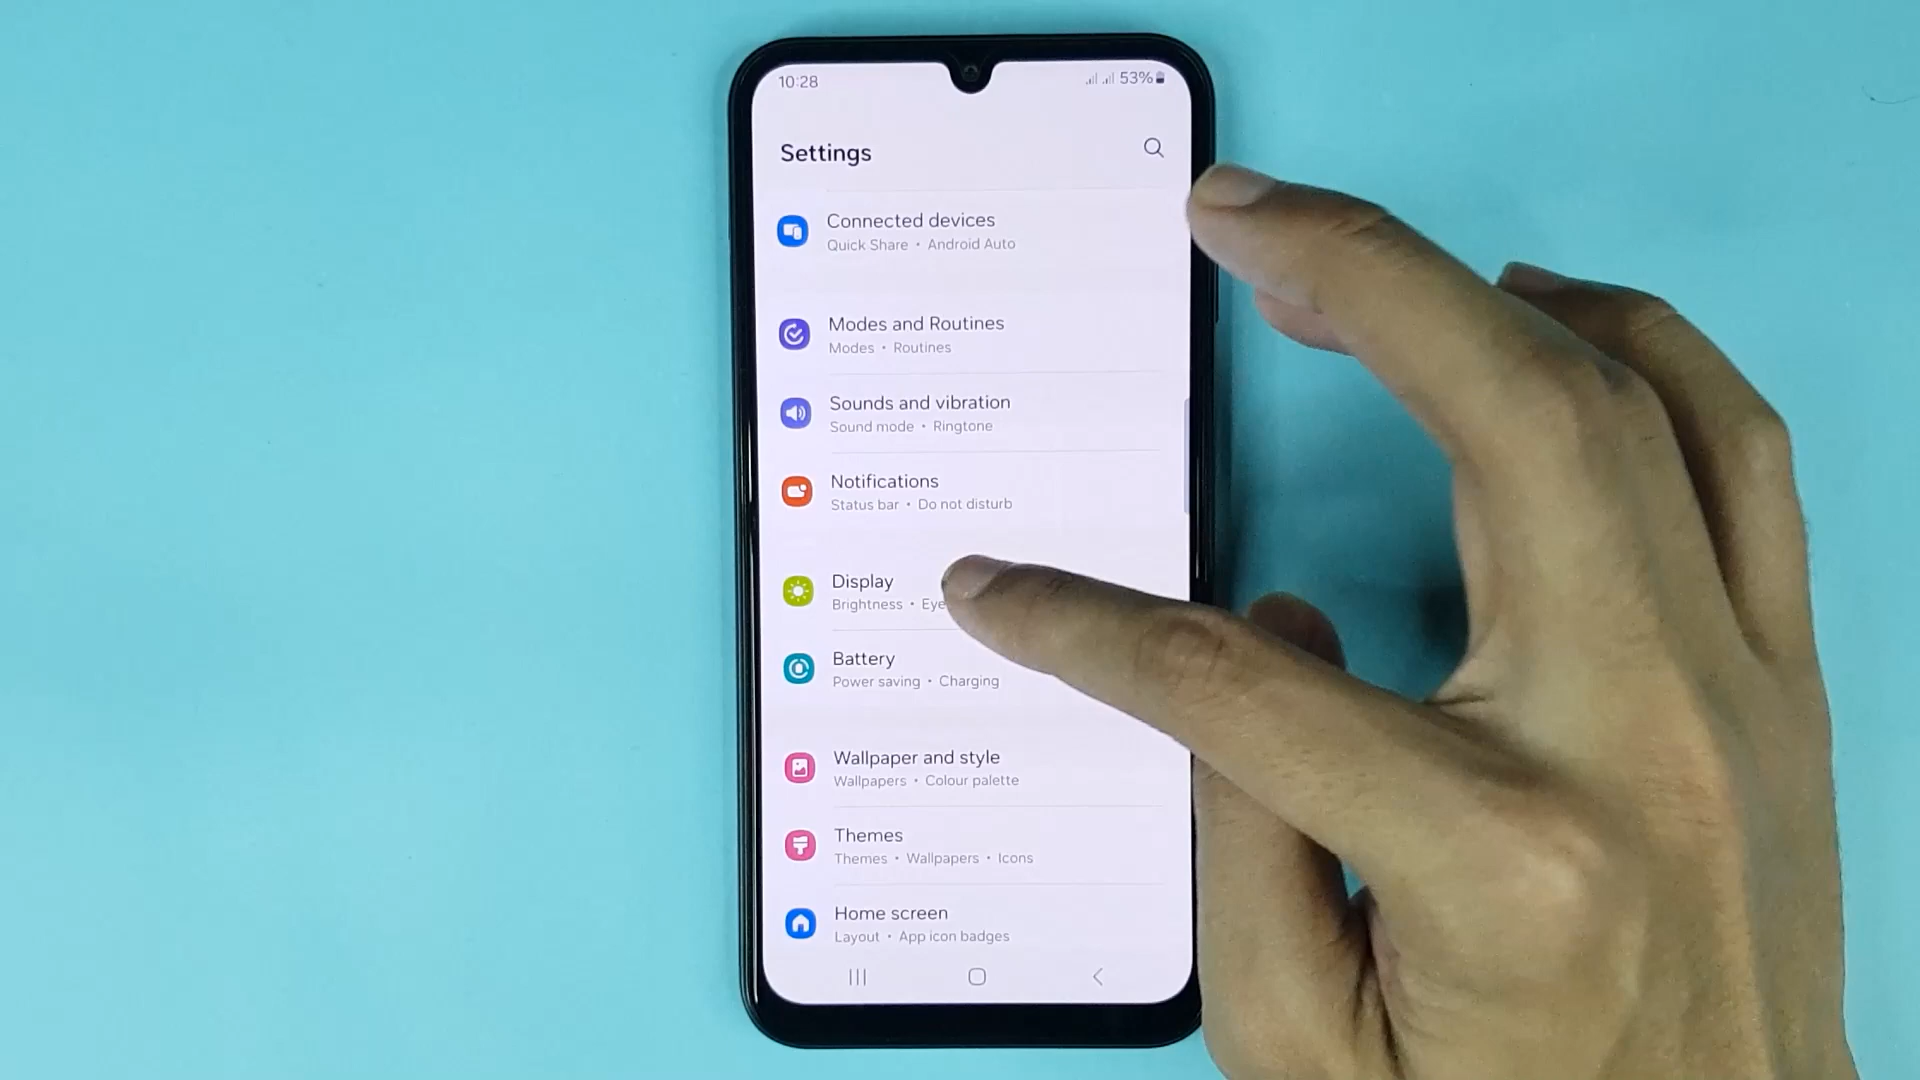 10:28
53%
Settings
Connected devices
Quick Share • Android Auto
Modes and Routines
Modes • Routines
Sounds and vibration
Sound mode • Ringtone
Notifications
Status bar • Do not disturb
Display
Brightness • Eye
Battery
Power saving • Charging
Wallpaper and style
Wallpapers • Colour palette
Themes
Themes • Wallpapers • Icons
Home screen
Layout • App icon badges